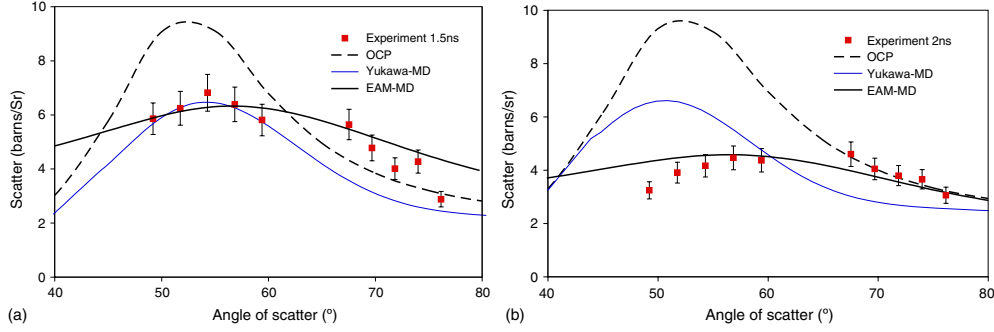 10
8
6
4
2
0
Scatter (barns/Sr)
40
50
60
70
80
Angle of scatter (º)
(a)
Experiment 1.5ns
OCP
Yukawa-MD
EAM-MD
10
8
6
4
2
0
Scatter (barns/Sr)
40
50
60
70
80
Angle of scatter (º)
(b)
Experiment 2ns
OCP
Yukawa-MD
EAM-MD